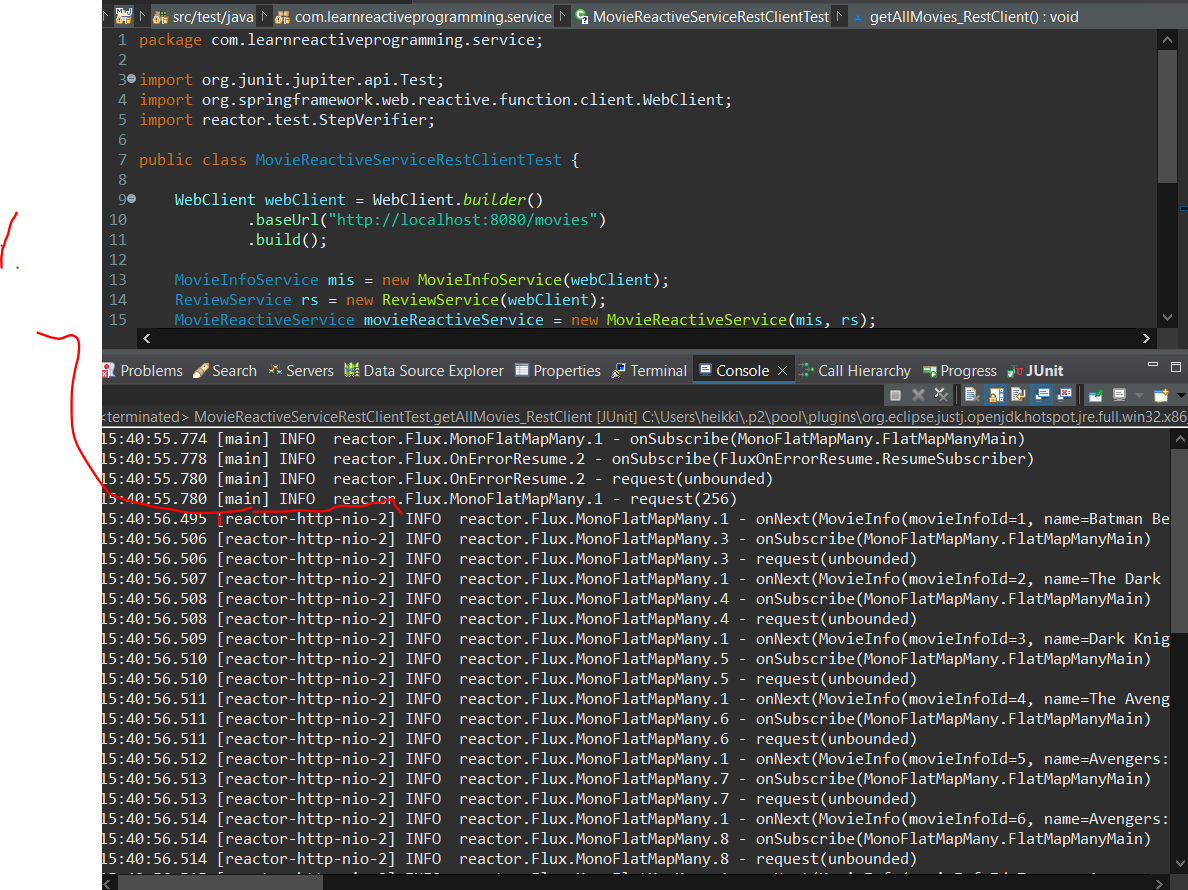 src/test/java com.learnreactiveprogramming.service MovieReactiveServiceRestClientTest getAllMovies_RestClient() : void
1 package com.learnreactiveprogramming.service;
2
3 import org.junit.jupiter.api.Test;
4 import org.springframework.web.reactive.function.client.WebClient;
5 import reactor.test.StepVerifier;
6
7 public class MovieReactiveServiceRestClientTest {
8
9 WebClient webClient = WebClient.builder()
10 .baseUrl("http://localhost:8080/movies")
11 .build();
12
13 MovieInfoService mis = new MovieInfoService(webClient);
14 ReviewService rs = new ReviewService(webClient);
15 MovieReactiveService movieReactiveService = new MovieReactiveService(mis, rs);
Problems Search Servers Data Source Explorer Properties Terminal Console Call Hierarchy Progress JUnit
<terminated> MovieReactiveServiceRestClientTest.getAllMovies_RestClient [JUnit] C:\Users\heikki\.p2\pool\plugins\org.eclipse.justj.openjdk.hotspot.jre.full.win32.x86_
15:40:55.774 [main] INFO reactor.Flux.MonoFlatMapMany.1 - onSubscribe(MonoFlatMapMany.FlatMapManyMain)
15:40:55.778 [main] INFO reactor.Flux.OnErrorResume.2 - onSubscribe(FluxOnErrorResume.ResumeSubscriber)
15:40:55.780 [main] INFO reactor.Flux.OnErrorResume.2 - request(unbounded)
15:40:55.780 [main] INFO reactor.Flux.MonoFlatMapMany.1 - request(256)
15:40:56.495 [reactor-http-nio-2] INFO reactor.Flux.MonoFlatMapMany.1 - onNext(MovieInfo(movieInfoId=1, name=Batman Be
15:40:56.506 [reactor-http-nio-2] INFO reactor.Flux.MonoFlatMapMany.3 - onSubscribe(MonoFlatMapMany.FlatMapManyMain)
15:40:56.506 [reactor-http-nio-2] INFO reactor.Flux.MonoFlatMapMany.3 - request(unbounded)
15:40:56.507 [reactor-http-nio-2] INFO reactor.Flux.MonoFlatMapMany.1 - onNext(MovieInfo(movieInfoId=2, name=The Dark
15:40:56.508 [reactor-http-nio-2] INFO reactor.Flux.MonoFlatMapMany.4 - onSubscribe(MonoFlatMapMany.FlatMapManyMain)
15:40:56.508 [reactor-http-nio-2] INFO reactor.Flux.MonoFlatMapMany.4 - request(unbounded)
15:40:56.509 [reactor-http-nio-2] INFO reactor.Flux.MonoFlatMapMany.1 - onNext(MovieInfo(movieInfoId=3, name=Dark Knig
15:40:56.510 [reactor-http-nio-2] INFO reactor.Flux.MonoFlatMapMany.5 - onSubscribe(MonoFlatMapMany.FlatMapManyMain)
15:40:56.510 [reactor-http-nio-2] INFO reactor.Flux.MonoFlatMapMany.5 - request(unbounded)
15:40:56.511 [reactor-http-nio-2] INFO reactor.Flux.MonoFlatMapMany.1 - onNext(MovieInfo(movieInfoId=4, name=The Aveng
15:40:56.511 [reactor-http-nio-2] INFO reactor.Flux.MonoFlatMapMany.6 - onSubscribe(MonoFlatMapMany.FlatMapManyMain)
15:40:56.511 [reactor-http-nio-2] INFO reactor.Flux.MonoFlatMapMany.6 - request(unbounded)
15:40:56.512 [reactor-http-nio-2] INFO reactor.Flux.MonoFlatMapMany.1 - onNext(MovieInfo(movieInfoId=5, name=Avengers:
15:40:56.513 [reactor-http-nio-2] INFO reactor.Flux.MonoFlatMapMany.7 - onSubscribe(MonoFlatMapMany.FlatMapManyMain)
15:40:56.513 [reactor-http-nio-2] INFO reactor.Flux.MonoFlatMapMany.7 - request(unbounded)
15:40:56.514 [reactor-http-nio-2] INFO reactor.Flux.MonoFlatMapMany.1 - onNext(MovieInfo(movieInfoId=6, name=Avengers:
15:40:56.514 [reactor-http-nio-2] INFO reactor.Flux.MonoFlatMapMany.8 - onSubscribe(MonoFlatMapMany.FlatMapManyMain)
15:40:56.514 [reactor-http-nio-2] INFO reactor.Flux.MonoFlatMapMany.8 - request(unbounded)